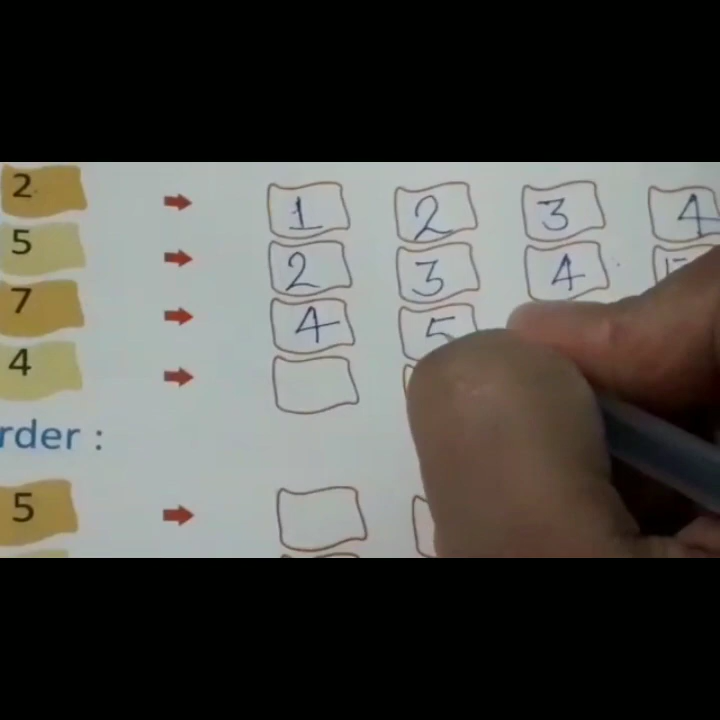 2 1 2 3 4
5 2 3 4
7 4 5
4
rder :
5